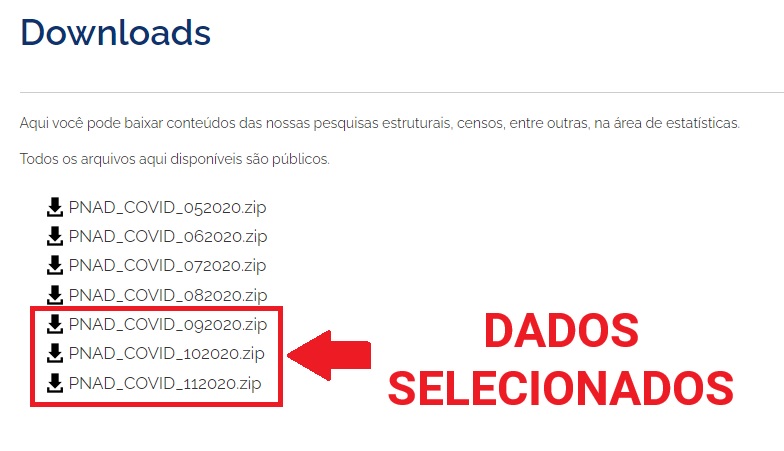 Downloads
Aqui você pode baixar conteúdos das nossas pesquisas estruturais, censos, entre outras, na área de estatísticas.
Todos os arquivos aqui disponíveis são públicos.
PNAD_COVID_052020.zip
PNAD_COVID_062020.zip
PNAD_COVID_072020.zip
PNAD_COVID_082020.zip
PNAD_COVID_092020.zip
PNAD_COVID_102020.zip
PNAD_COVID_112020.zip
DADOS
SELECIONADOS